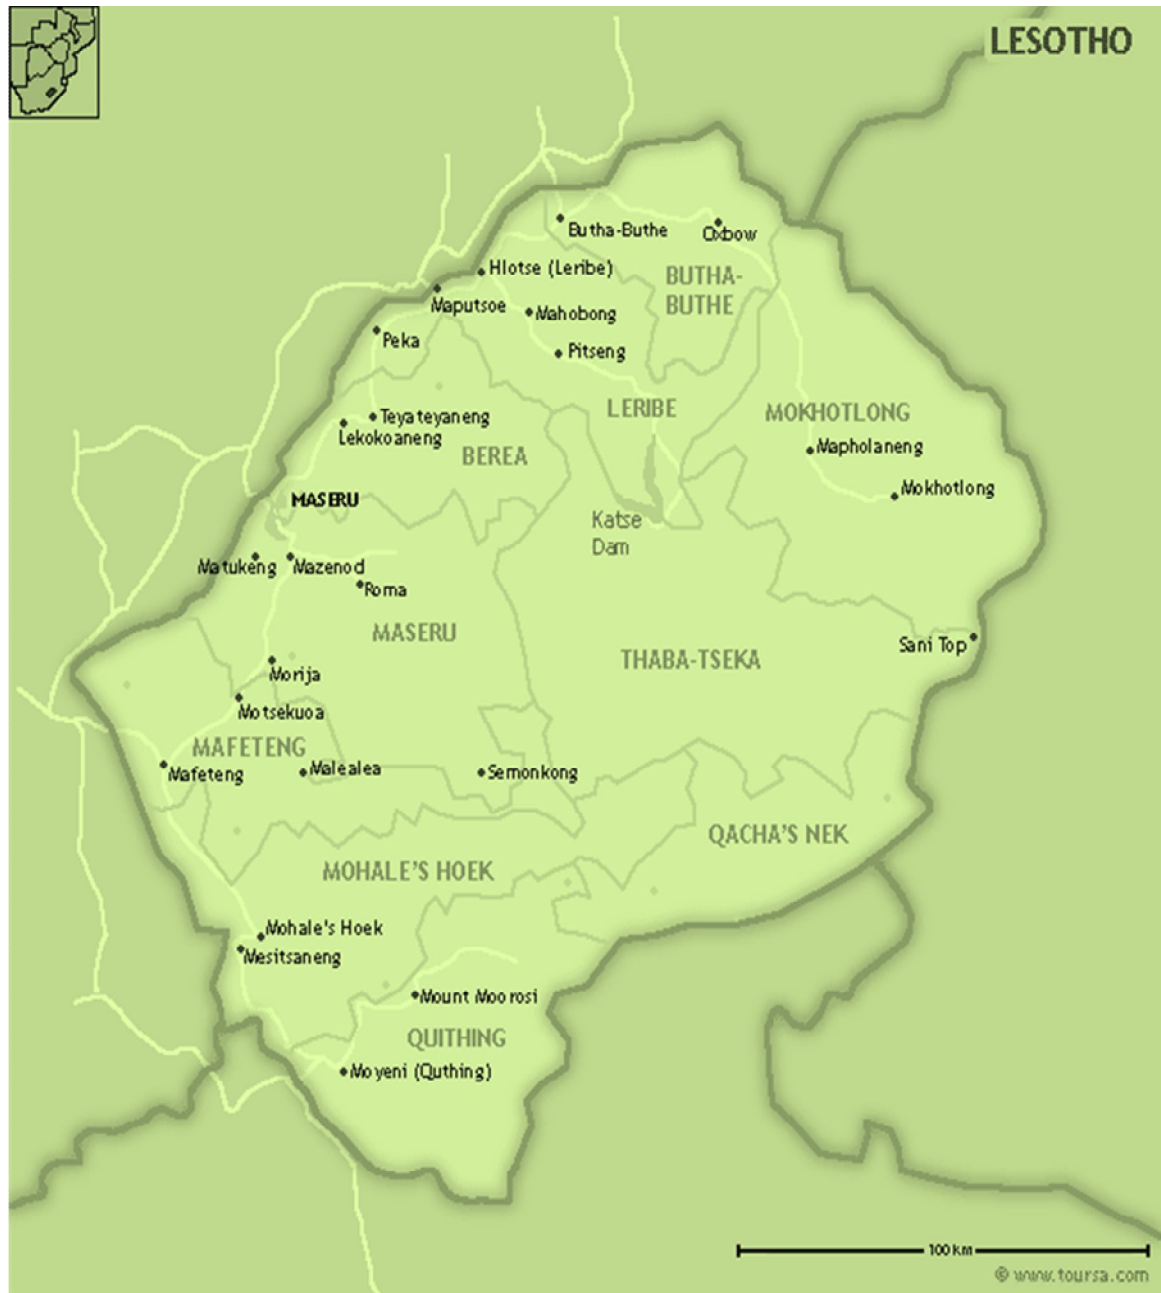 LESOTHO
Butha-Buthe
Oxbow
Hlotse (Leribe)
BUTHA-
BUTHE
Maputsoe
Mahobong
Peka
Pitseng
LERIBE
MOKHOTLONG
Teyateyaneng
Lekokoaneng
Mapholaneng
BEREA
Mokhotlong
MASERU
Katse
Dam
Matukeng
Mazenod
Roma
MASERU
Sani Top
THABA-TSEKA
Morija
Motsekuoa
MAFETENG
Mafeteng
Malealea
Semonkong
QACHA'S NEK
MOHALE'S HOEK
Mohale's Hoek
Mesitsaneng
Mount Moorosi
QUITHING
Moyeni (Quthing)
100 km
© www.toursa.com